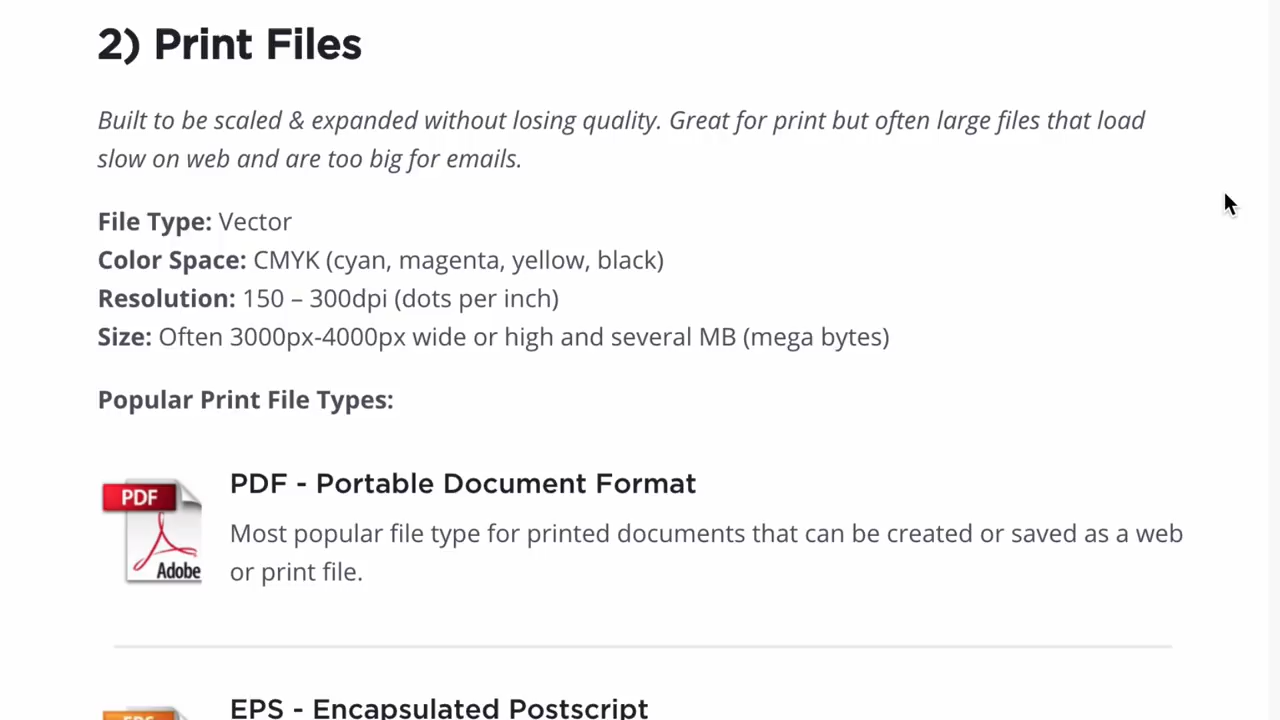 2) Print Files
Built to be scaled & expanded without losing quality. Great for print but often large files that load
slow on web and are too big for emails.
File Type: Vector
Color Space: CMYK (cyan, magenta, yellow, black)
Resolution: 150 – 300dpi (dots per inch)
Size: Often 3000px-4000px wide or high and several MB (mega bytes)
Popular Print File Types:
PDF
Adobe
PDF - Portable Document Format
Most popular file type for printed documents that can be created or saved as a web
or print file.
EPS
EPS - Encapsulated Postscript